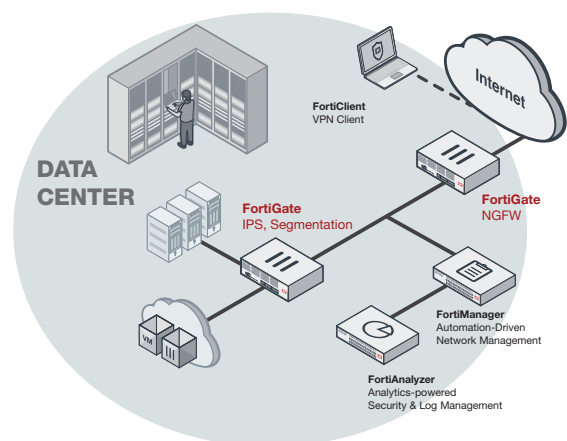 Internet
FortiClient
VPN Client
DATA
CENTER
FortiGate
NGFW
FortiGate
IPS, Segmentation
VM
FortiManager
Automation-Driven
Network Management
FortiAnalyzer
Analytics-powered
Security & Log Management